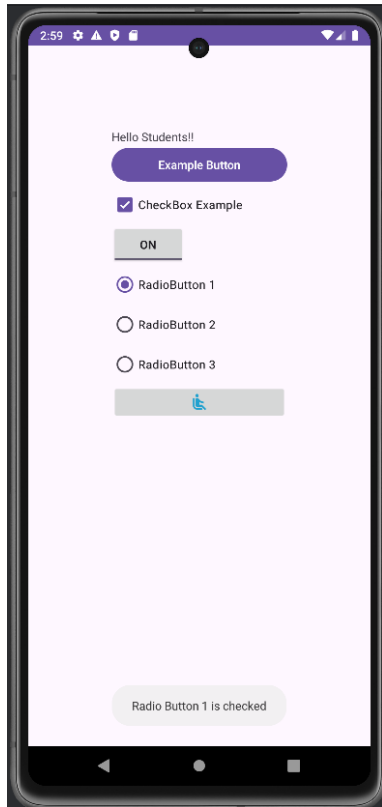 2:59
Hello Students!!
Example Button
CheckBox Example
ON
RadioButton 1
RadioButton 2
RadioButton 3
Radio Button 1 is checked